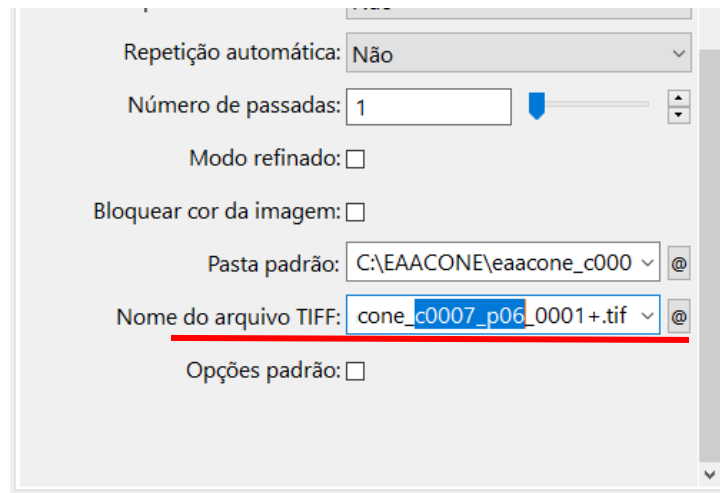 Repetição automática: Não
Número de passadas: 1
Modo refinado:
Bloquear cor da imagem:
Pasta padrão: C:\EAACONE\eaacone_c000 @
Nome do arquivo TIFF: cone_c0007_p06_0001+.tif @
Opções padrão: